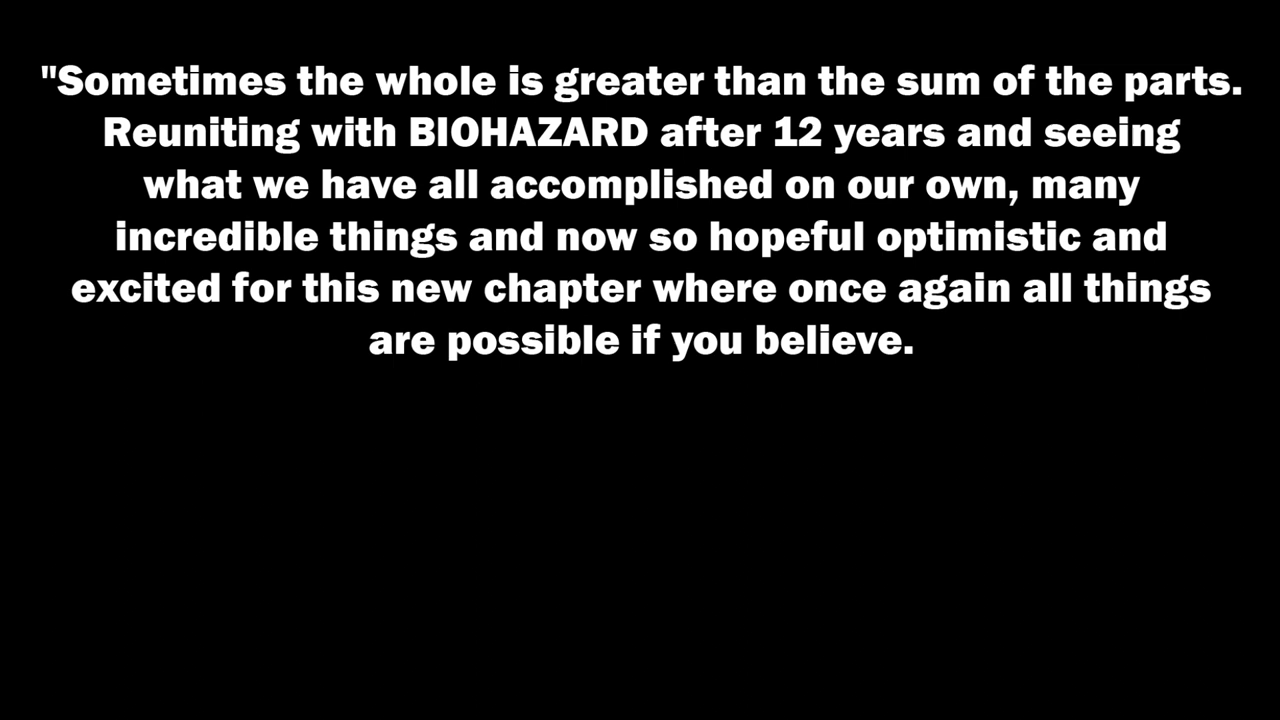 "Sometimes the whole is greater than the sum of the parts.
Reuniting with BIOHAZARD after 12 years and seeing
what we have all accomplished on our own, many
incredible things and now so hopeful optimistic and
excited for this new chapter where once again all things
are possible if you believe.